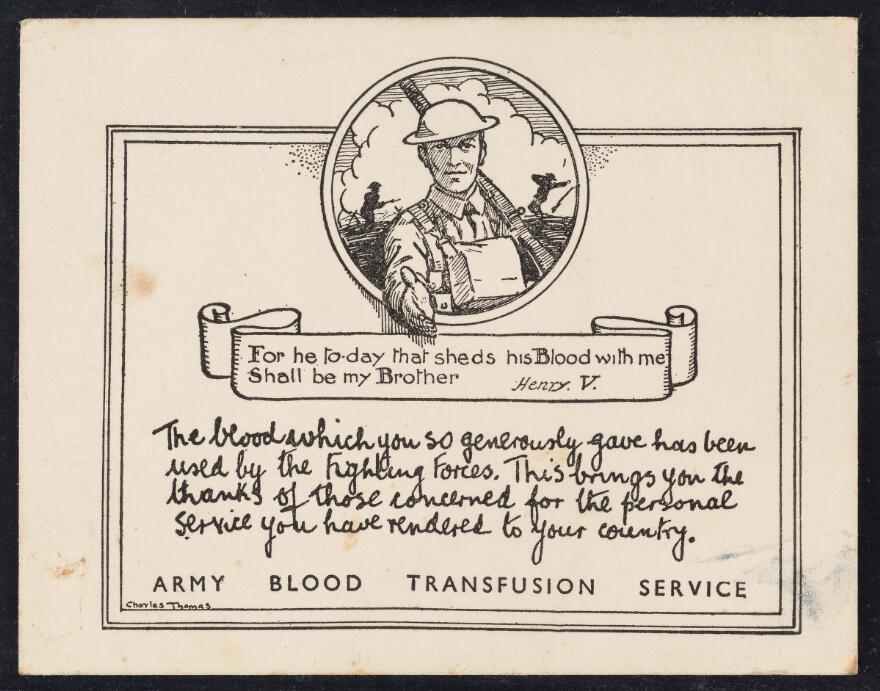 For he to-day that sheds his Blood with me
Shall be my Brother Henry. V.
The blood which you so generously gave has been
used by the Fighting Forces. This brings you the
thanks of those concerned for the personal
service you have rendered to your country.
ARMY BLOOD TRANSFUSION SERVICE
Charles Thomas